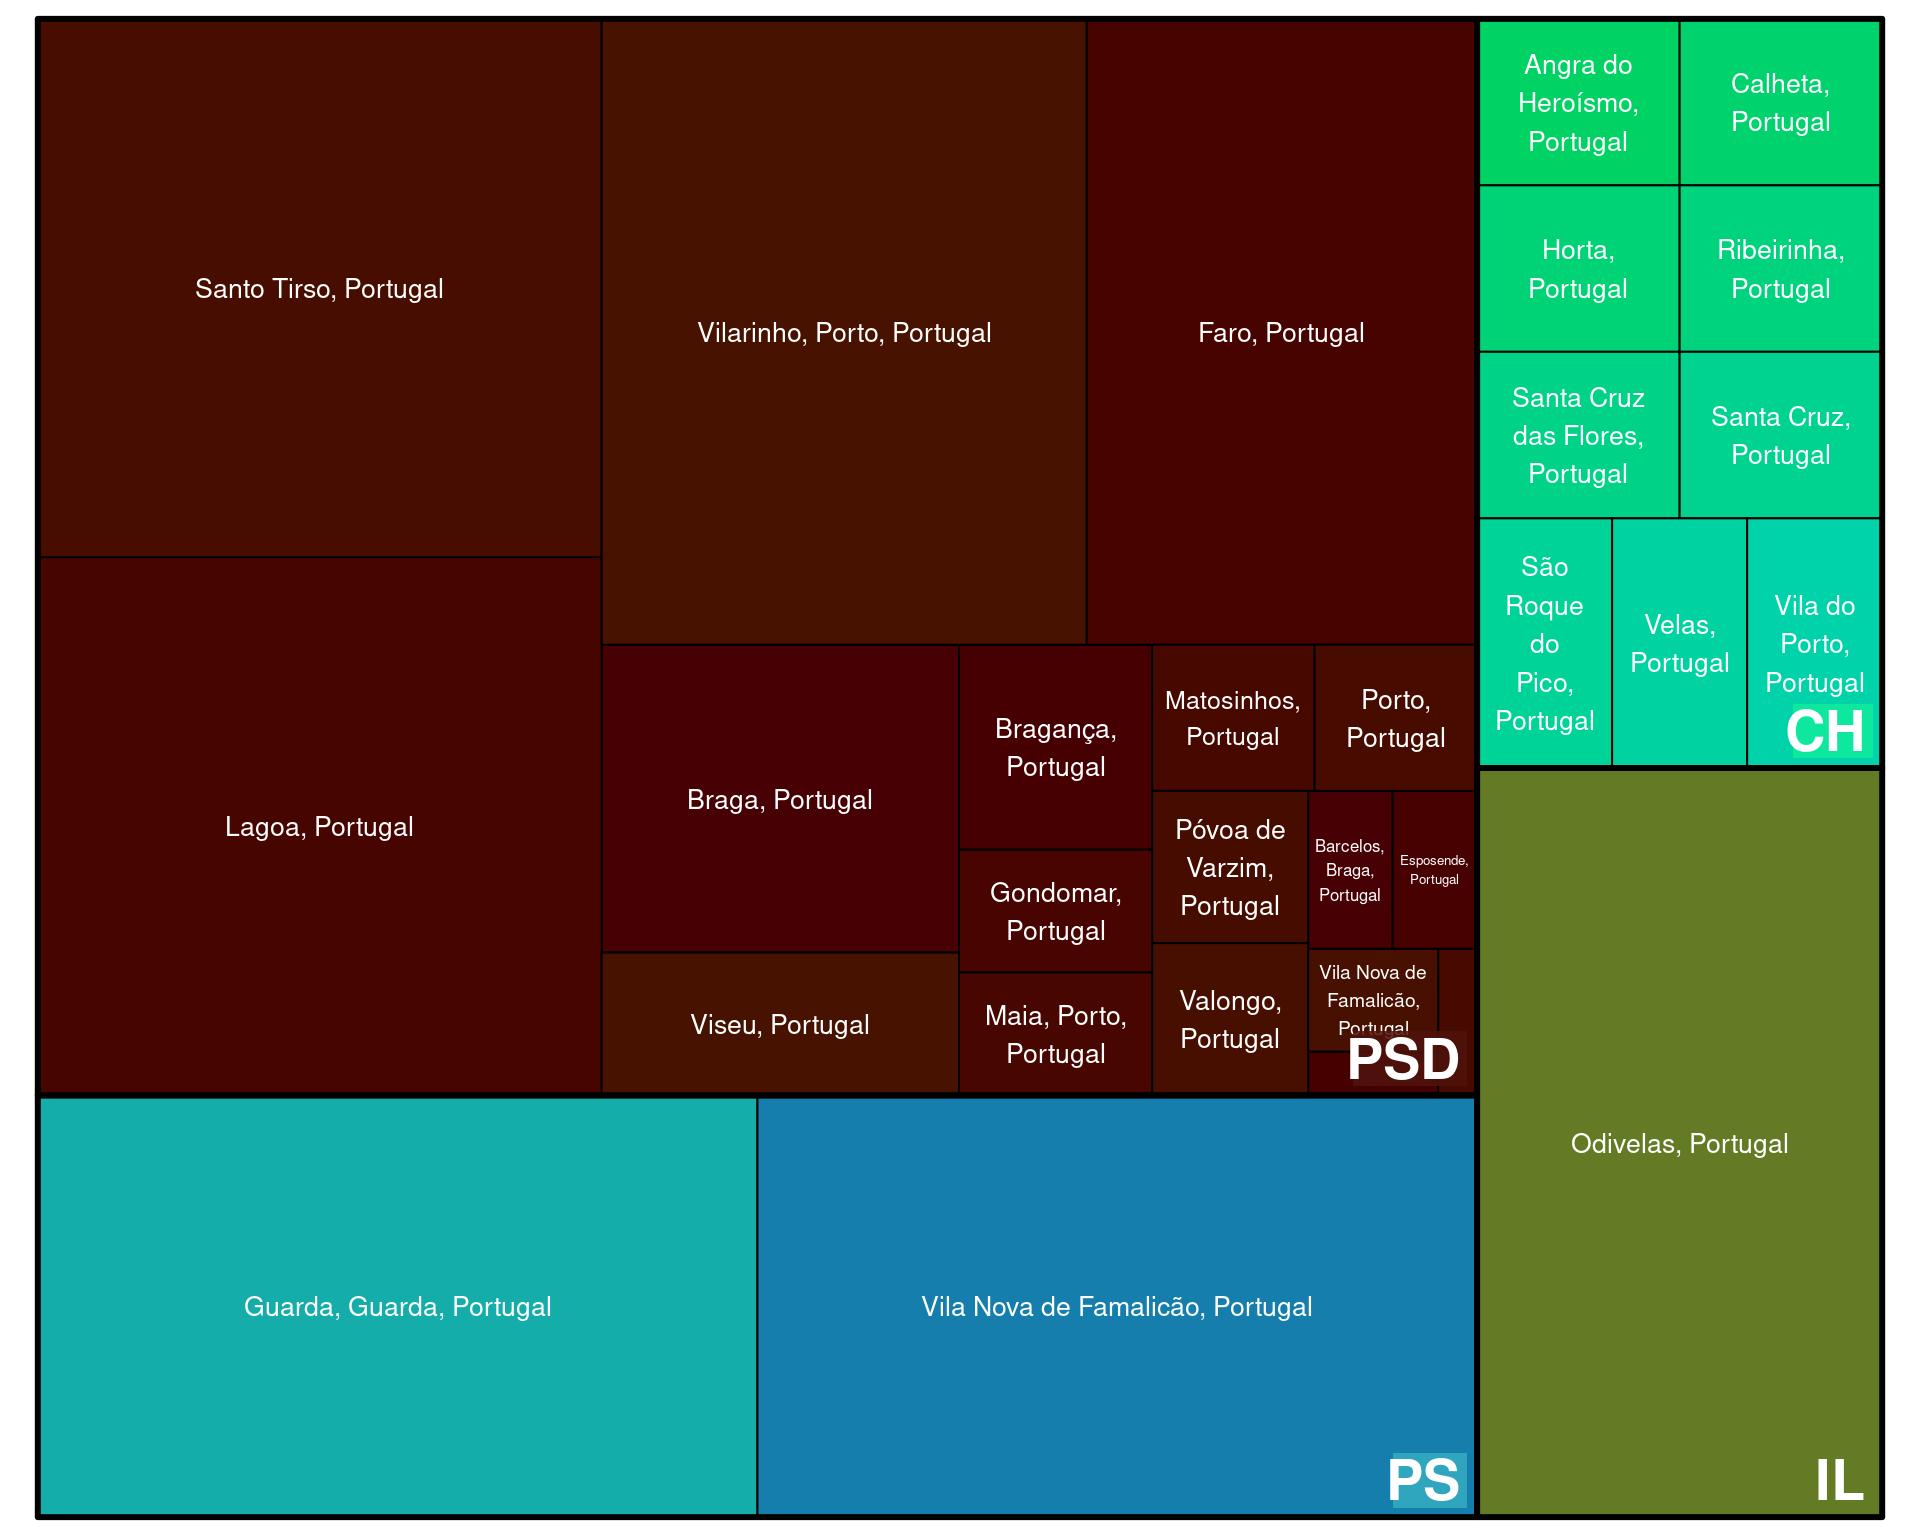 Santo Tirso, Portugal
Vilarinho, Porto, Portugal
Faro, Portugal
Lagoa, Portugal
Braga, Portugal
Viseu, Portugal
Bragança,
Portugal
Gondomar,
Portugal
Maia, Porto,
Portugal
Matosinhos,
Portugal
Porto,
Portugal
Póvoa de
Varzim,
Portugal
Valongo,
Portugal
Barcelos,
Braga,
Portugal
Esposende,
Portugal
Vila Nova de
Famalicão,
Portugal
PSD
Guarda, Guarda, Portugal
Vila Nova de Famalicão, Portugal
PS
Angra do
Heroísmo,
Portugal
Calheta,
Portugal
Horta,
Portugal
Ribeirinha,
Portugal
Santa Cruz
das Flores,
Portugal
Santa Cruz,
Portugal
São
Roque
do
Pico,
Portugal
Velas,
Portugal
Vila do
Porto,
Portugal
CH
Odivelas, Portugal
IL